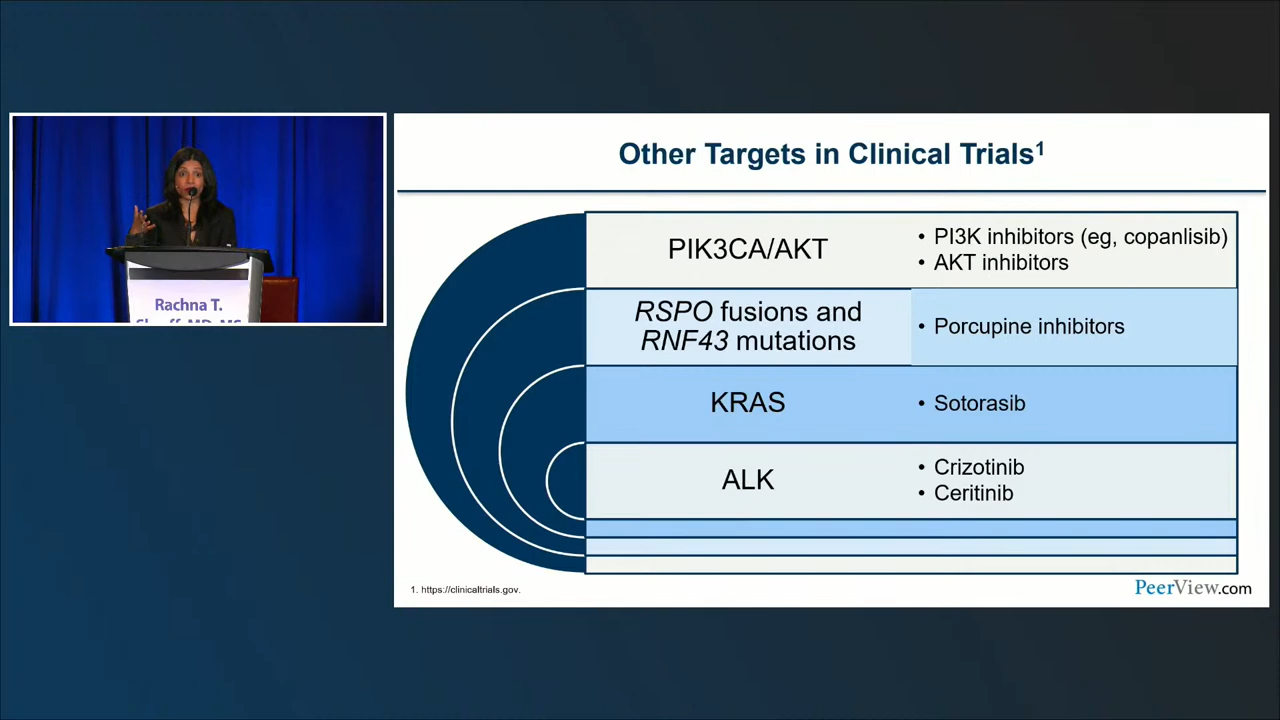 Rachna T.
Other Targets in Clinical Trials¹
PIK3CA/AKT
• PI3K inhibitors (eg, copanlisib)
• AKT inhibitors
RSPO fusions and
RNF43 mutations
• Porcupine inhibitors
KRAS
• Sotorasib
ALK
• Crizotinib
• Ceritinib
1. https://clinicaltrials.gov.
PeerView.com